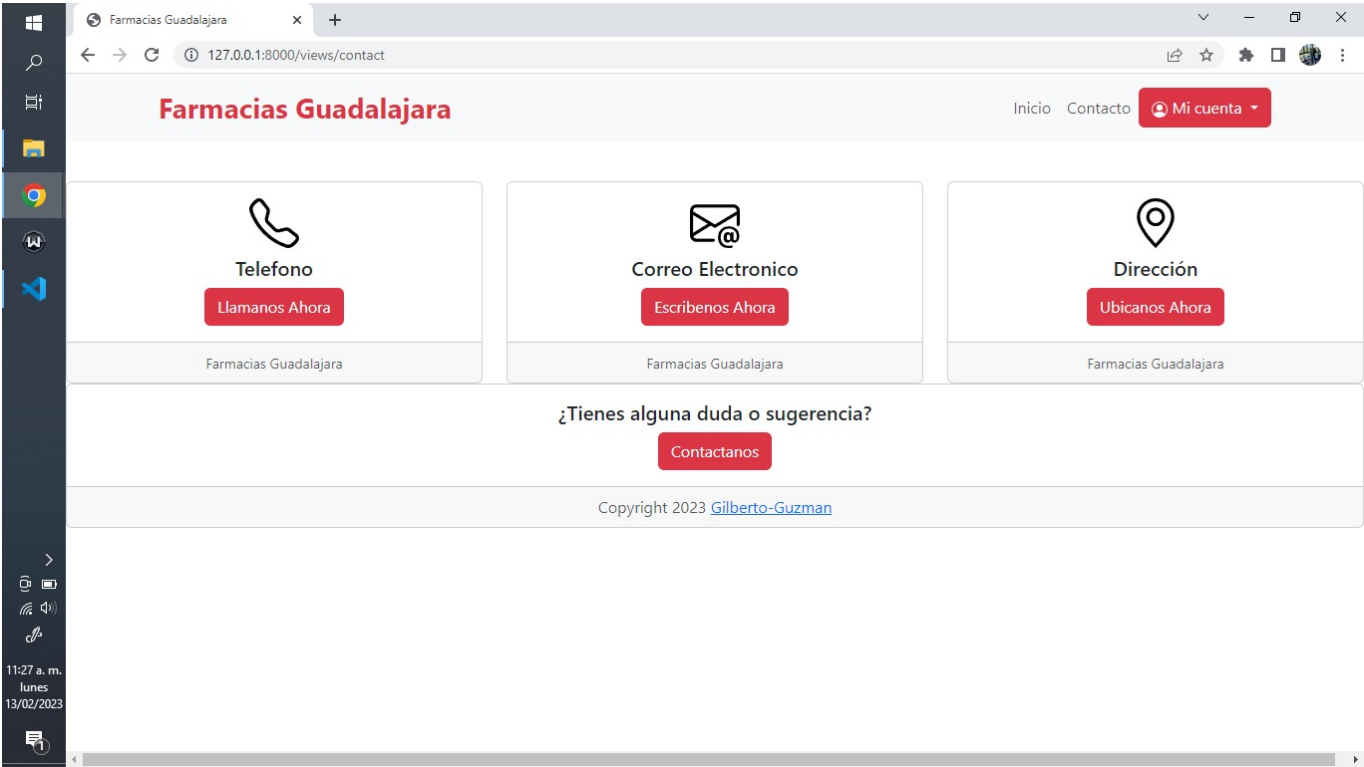 Farmacias Guadalajara
127.0.0.1:8000/views/contact
Farmacias Guadalajara
Inicio Contacto Mi cuenta
Telefono
Llamanos Ahora
Farmacias Guadalajara
Correo Electronico
Escribenos Ahora
Farmacias Guadalajara
Dirección
Ubicanos Ahora
Farmacias Guadalajara
¿Tienes alguna duda o sugerencia?
Contactanos
Copyright 2023 Gilberto-Guzman
11:27 a. m.
lunes
13/02/2023
1